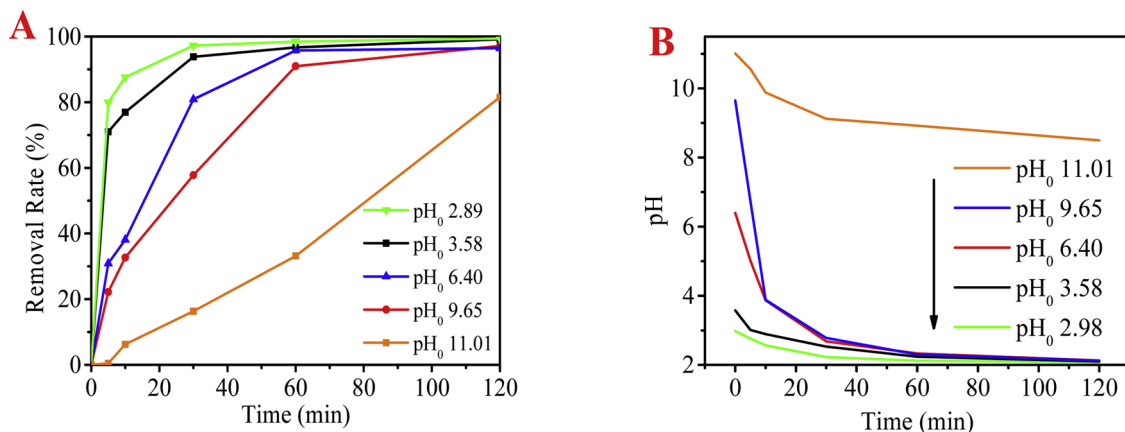 A
Removal Rate (%)
100
80
60
40
20
0
pH₀ 2.89
pH₀ 3.58
pH₀ 6.40
pH₀ 9.65
pH₀ 11.01
0 20 40 60 80 100 120
Time (min)
B
pH
10
8
6
4
2
pH₀ 11.01
pH₀ 9.65
pH₀ 6.40
pH₀ 3.58
pH₀ 2.98
0 20 40 60 80 100 120
Time (min)